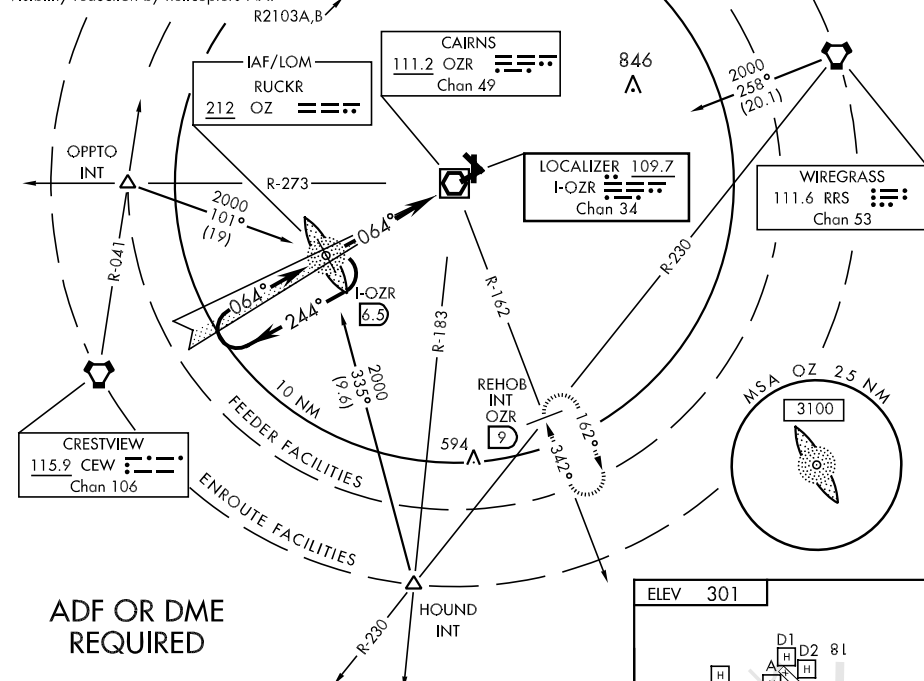 R2103A,B
IAF/LOM
RUCKR
212 OZ
CAIRNS
111.2 OZR
Chan 49
846
2000
258°
(20.1)
OPPTO
INT
R-273
2000
101°
(19)
064°
LOCALIZER 109.7
I-OZR
Chan 34
WIREGRASS
111.6 RRS
Chan 53
R-041
064°
244°
I-OZR
6.5
R-183
R-162
R-230
2000
335°
(9.6)
10 NM
REHOB
INT
OZR
9
162°
342°
594
MSA OZ 25 NM
3100
CRESTVIEW
115.9 CEW
Chan 106
FEEDER FACILITIES
ENROUTE FACILITIES
HOUND
INT
R-230
ADF OR DME
REQUIRED
ELEV 301
D1
H
D2
H
18
H
A